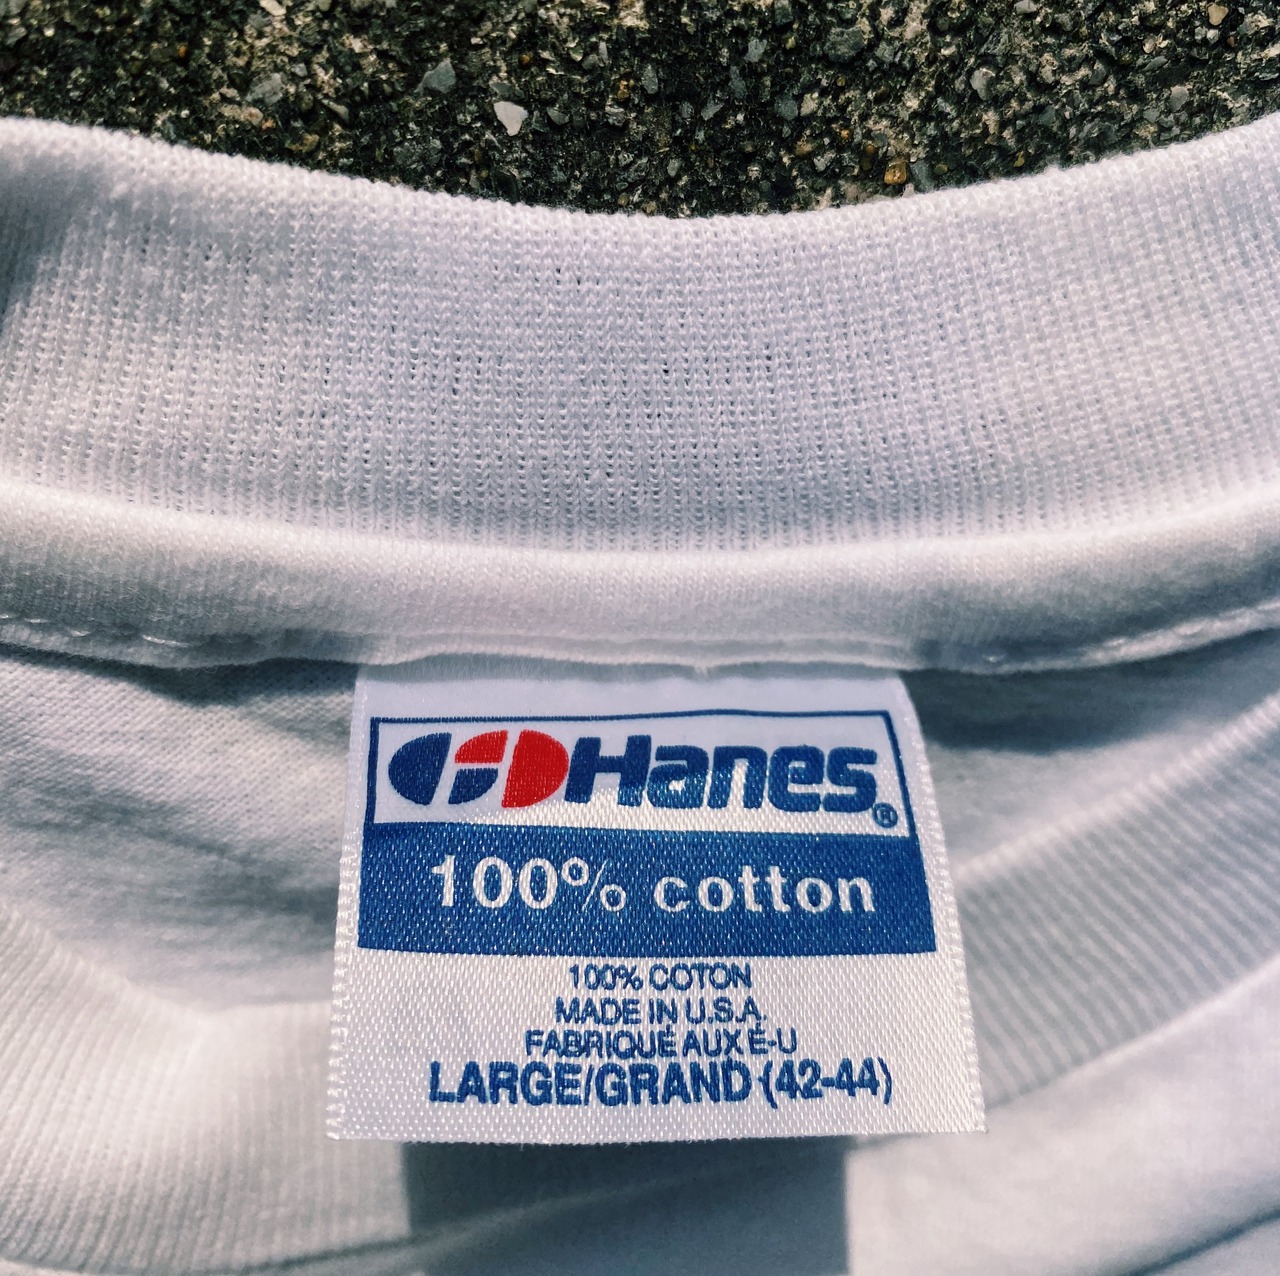 Hanes®
100% cotton
100% COTON
MADE IN U.S.A.
FABRIQUÉ AUX É-U
LARGE/GRAND (42-44)